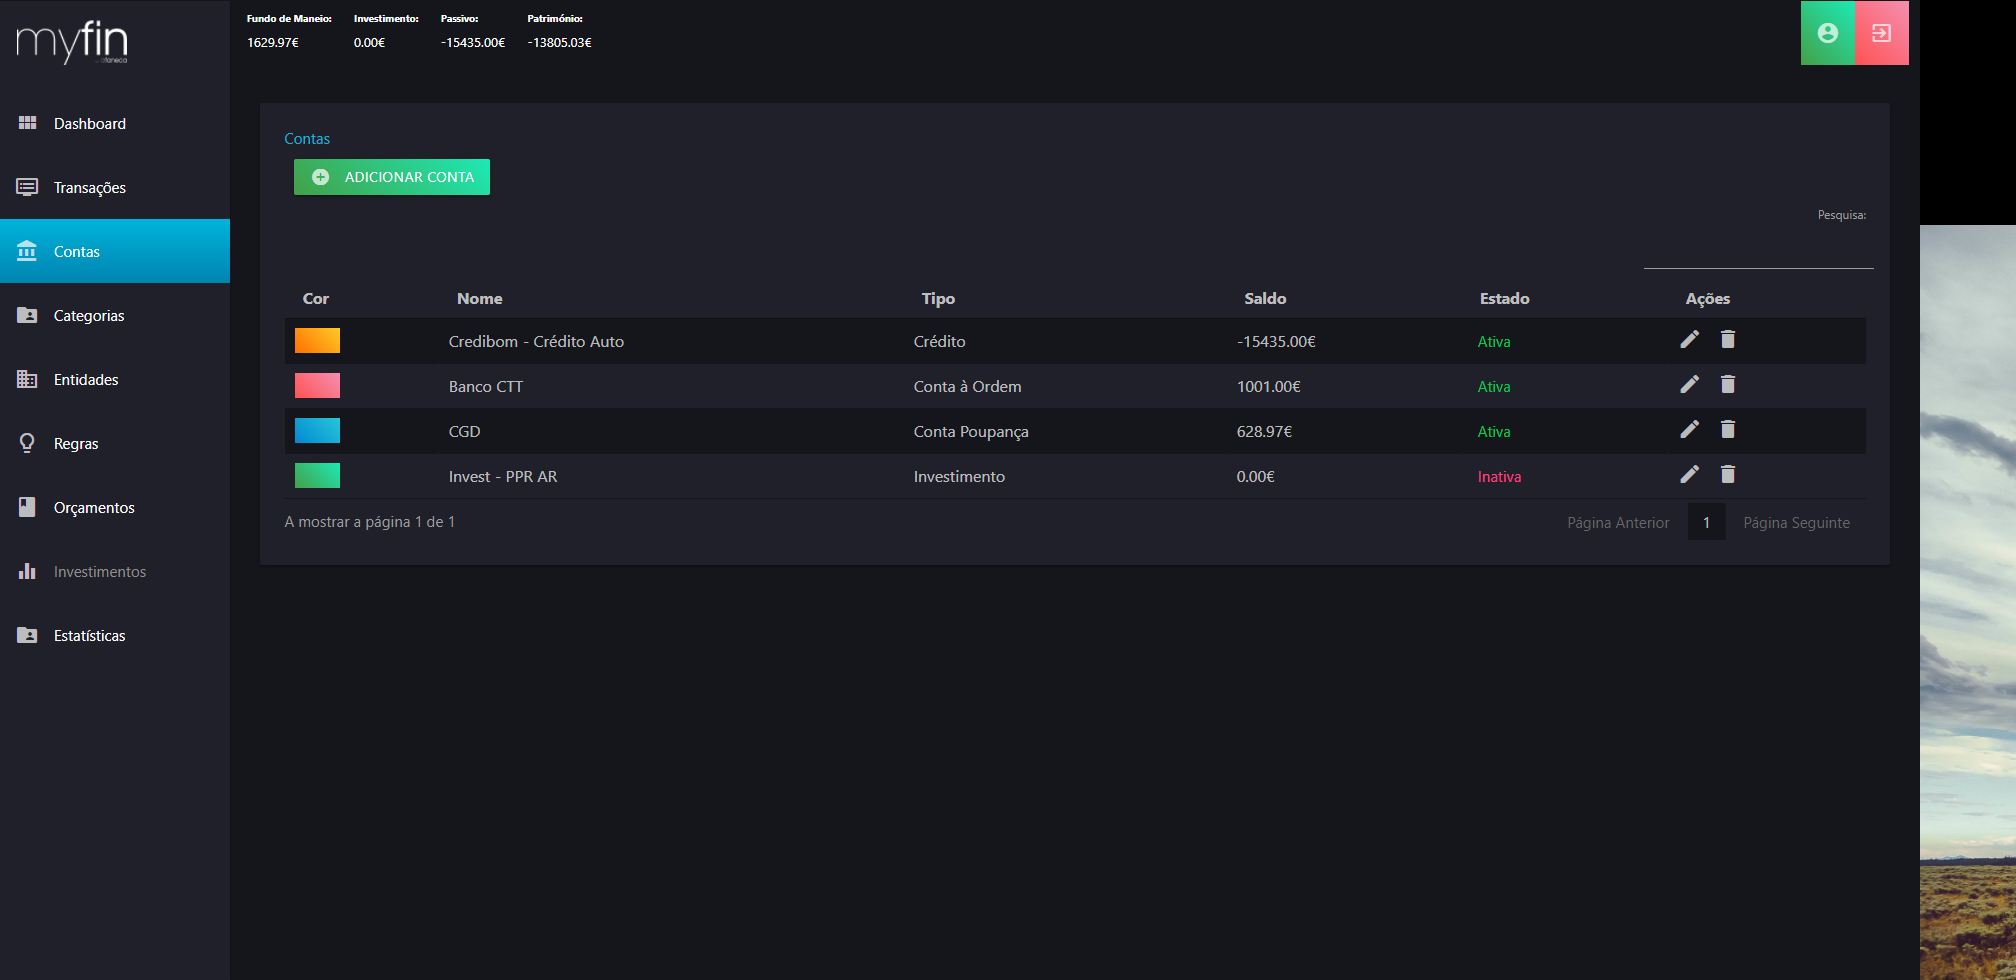 myfin
Fundo de Maneio: Investimento: Passivo: Património:
1629.97€ 0.00€ -15435.00€ -13805.03€
Dashboard
Transações
Contas
Categorias
Entidades
Regras
Orçamentos
Investimentos
Estatísticas
Contas
ADICIONAR CONTA
Pesquisa:
Cor Nome Tipo Saldo Estado Ações
Credibom - Crédito Auto Crédito -15435.00€ Ativa
Banco CTT Conta à Ordem 1001.00€ Ativa
CGD Conta Poupança 628.97€ Ativa
Invest - PPR AR Investimento 0.00€ Inativa
A mostrar a página 1 de 1
Página Anterior 1 Página Seguinte